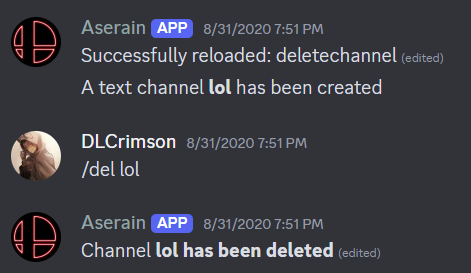 Aserain APP 8/31/2020 7:51 PM
Successfully reloaded: deletechannel (edited)
A text channel lol has been created
DLCrimson 8/31/2020 7:51 PM
/del lol
Aserain APP 8/31/2020 7:51 PM
Channel lol has been deleted (edited)